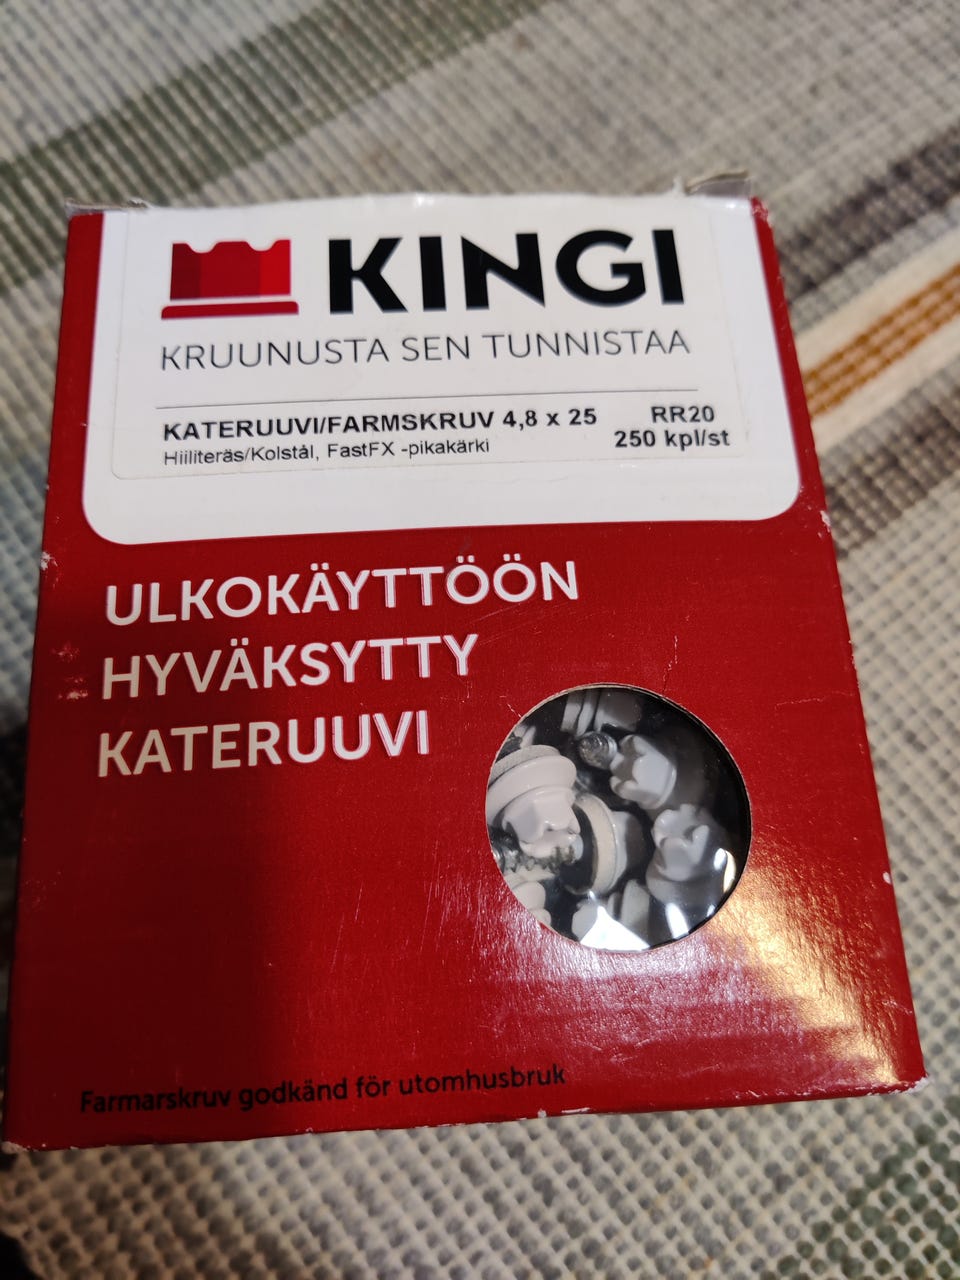 KINGI
KRUUNUSTA SEN TUNNISTAA
KATERUUVI/FARMSKRUV 4,8 x 25 RR20
Hiiliteräs/Kolstål, FastFX -pikakärki 250 kpl/st
ULKOKÄYTTÖÖN
HYVÄKSYTTY
KATERUUVI
Farmarskruv godkänd för utomhusbruk